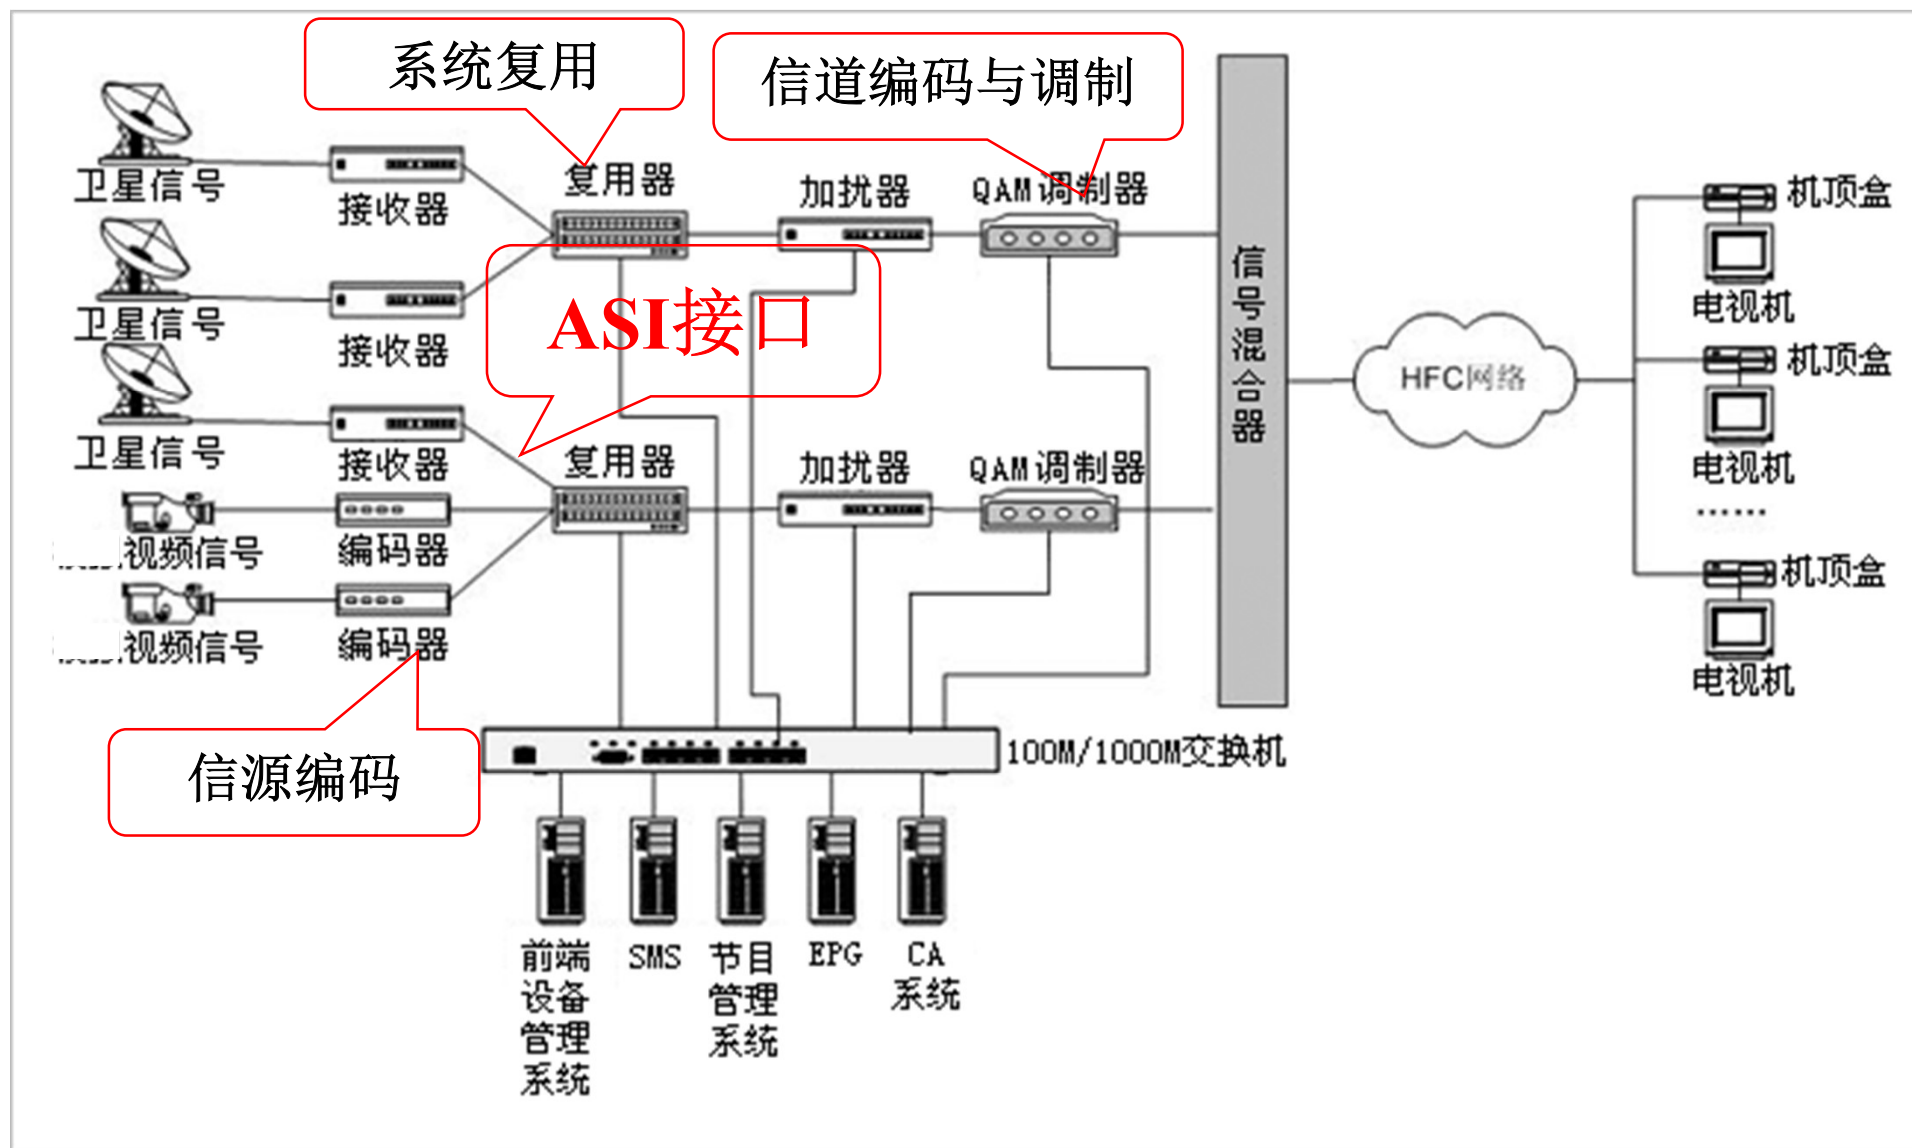 系统复用
信道编码与调制
卫星信号
接收器
复用器
加扰器
QAM调制器
机顶盒
电视机
卫星信号
接收器
ASI接口
信号混合器
HFC网络
机顶盒
电视机
卫星信号
接收器
复用器
加扰器
QAM调制器
......
视频信号
编码器
机顶盒
电视机
视频信号
编码器
信源编码
100M/1000M交换机
前端
设备
管理
系统
SMS
节目
管理
系统
EPG
CA
系统